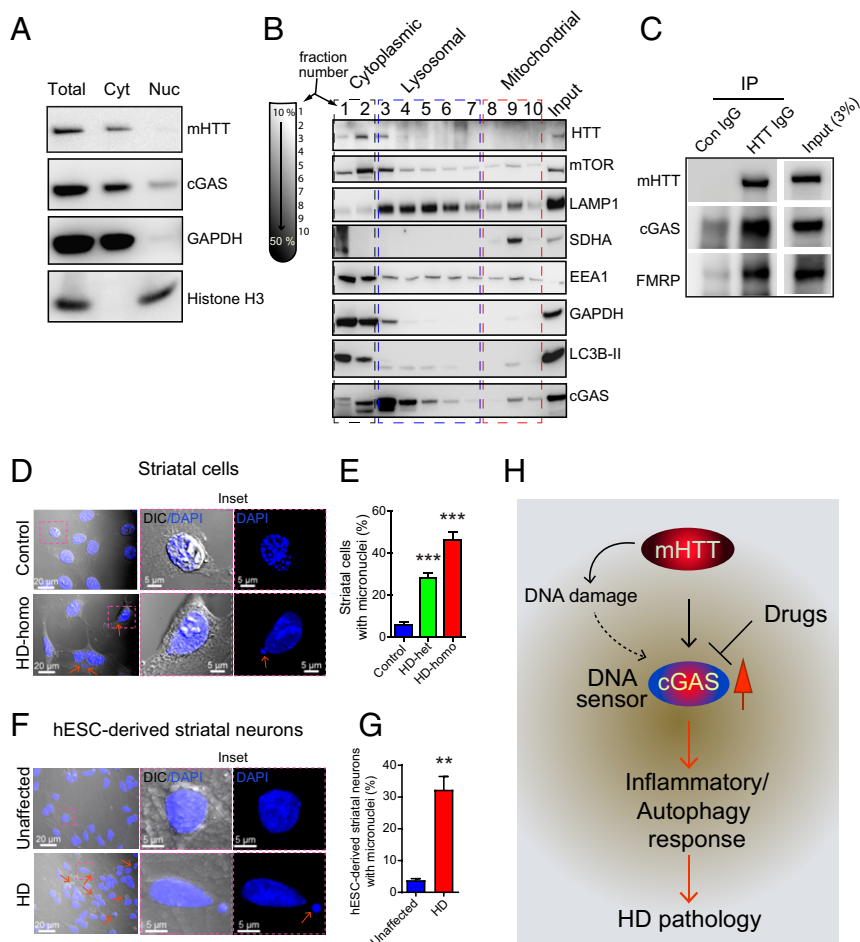 A
Total Cyt Nuc
mHTT
cGAS
GAPDH
Histone H3
B
fraction
number
Cytoplasmic
Lysosomal
Mitochondrial
1 2 3 4 5 6 7 8 9 10 Input
10 %
50 %
1
2
3
4
5
6
7
8
9
10
HTT
mTOR
LAMP1
SDHA
EEA1
GAPDH
LC3B-II
cGAS
C
IP
Con IgG
HTT IgG
Input (3%)
mHTT
cGAS
FMRP
D
Striatal cells
Inset
Control
HD-homo
DIC/DAPI
DAPI
20 µm
5 µm
5 µm
20 µm
5 µm
5 µm
E
Striatal cells
with micronuclei (%)
60
40
20
0
***
***
Control
HD-het
HD-homo
F
hESC-derived striatal neurons
Inset
Unaffected
HD
DIC/DAPI
DAPI
20 µm
5 µm
5 µm
20 µm
5 µm
5 µm
G
hESC-derived striatal neurons
with micronuclei (%)
40
30
20
10
0
**
Unaffected
HD
H
mHTT
DNA damage
Drugs
DNA
sensor
cGAS
Inflammatory/
Autophagy
response
HD pathology